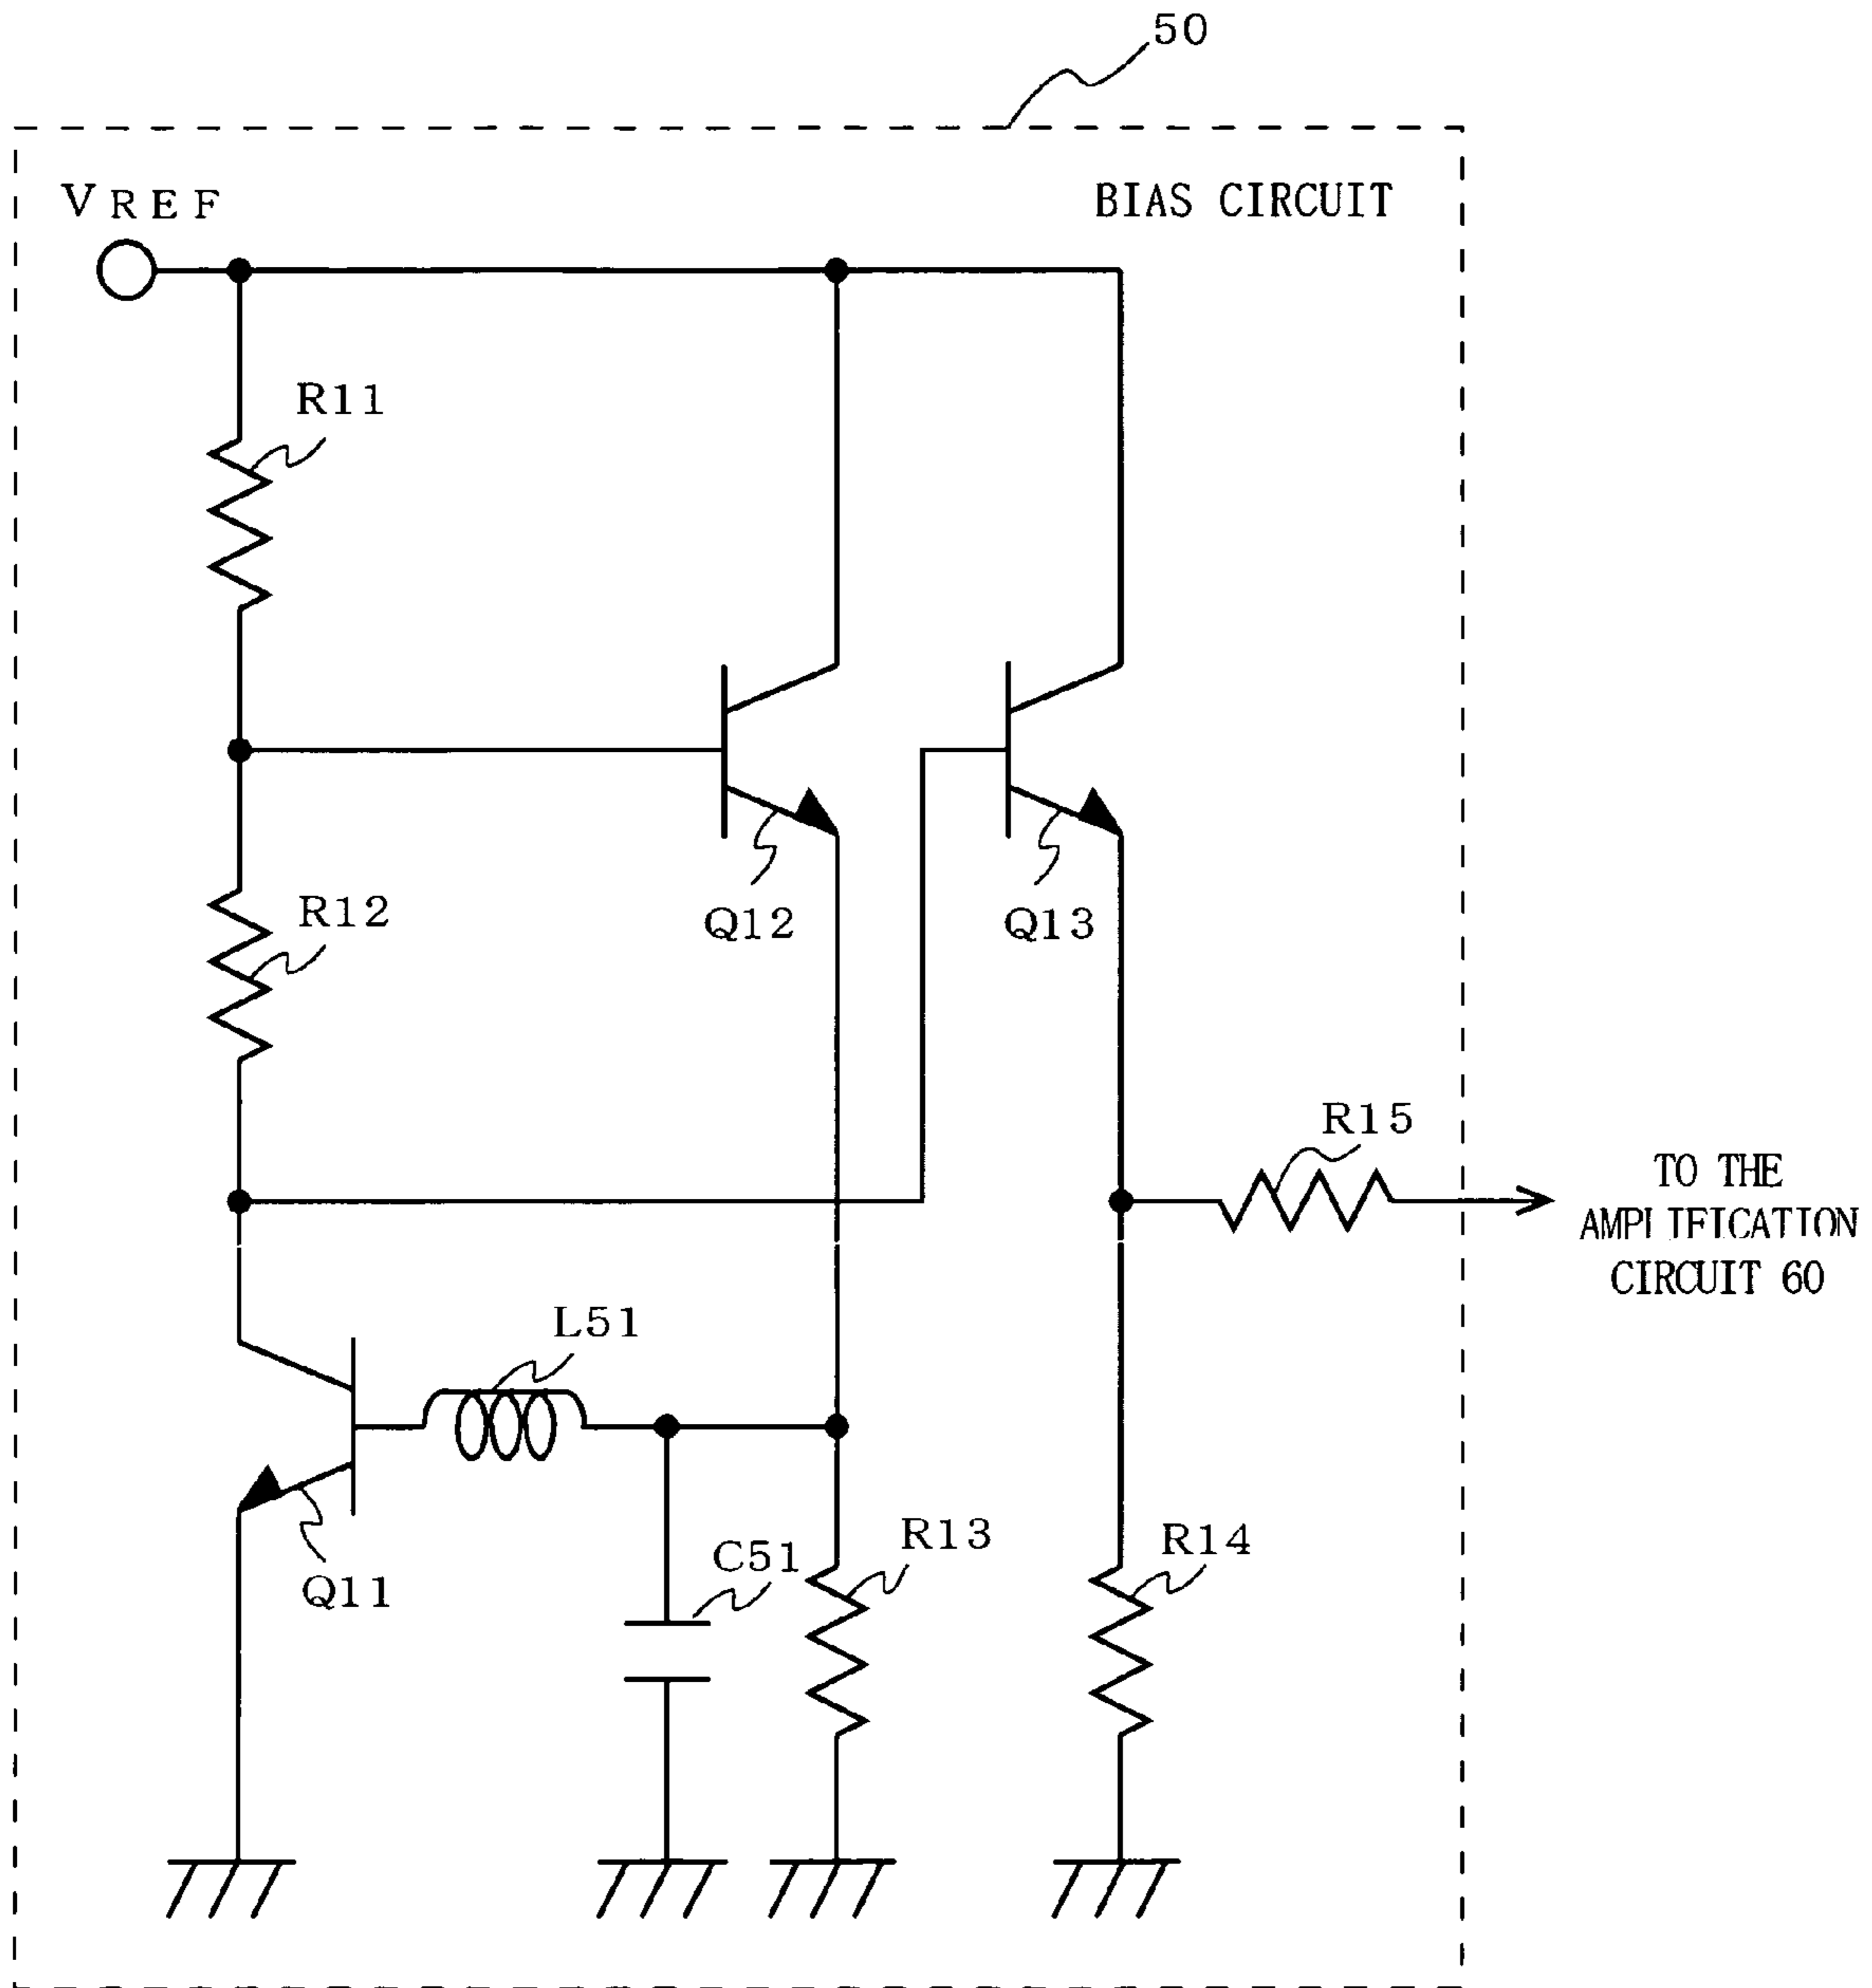 50
VREF
BIAS CIRCUIT
R11
R12
Q12
Q13
R15
TO THE
AMPLIFICATION
CIRCUIT 60
L51
Q11
C51
R13
R14